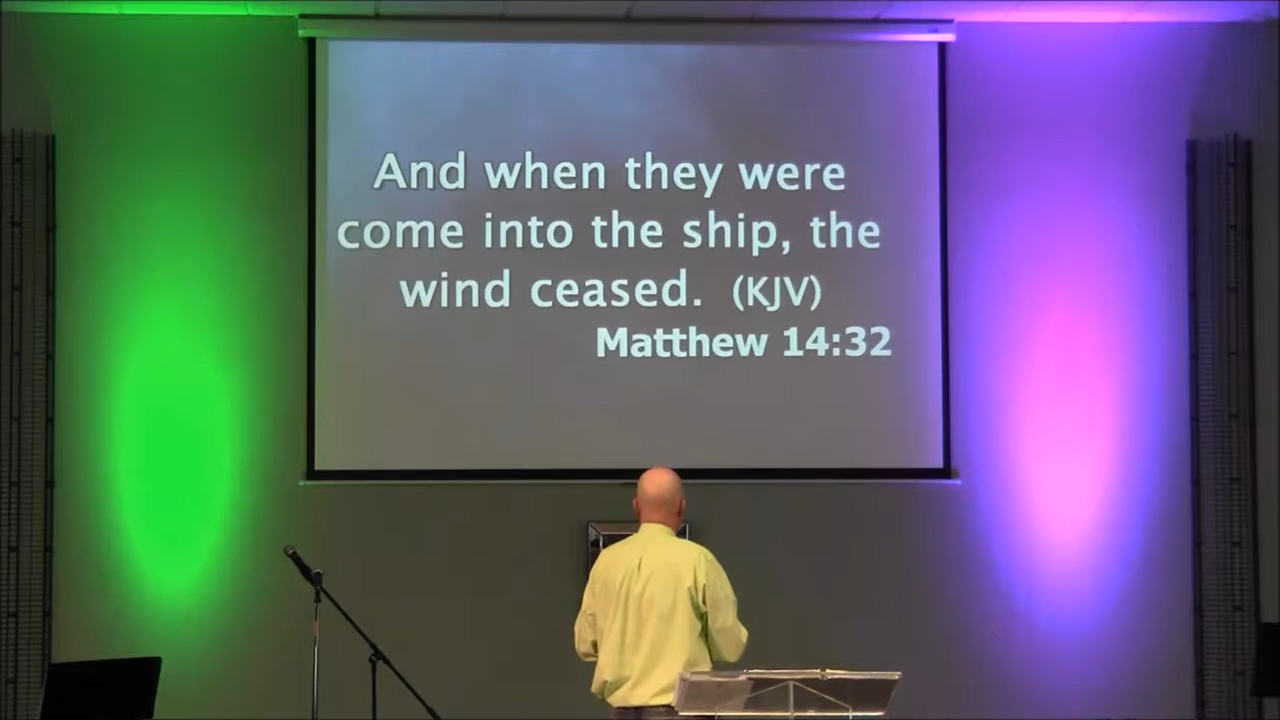 And when they were
come into the ship, the
wind ceased. (KJV)
Matthew 14:32